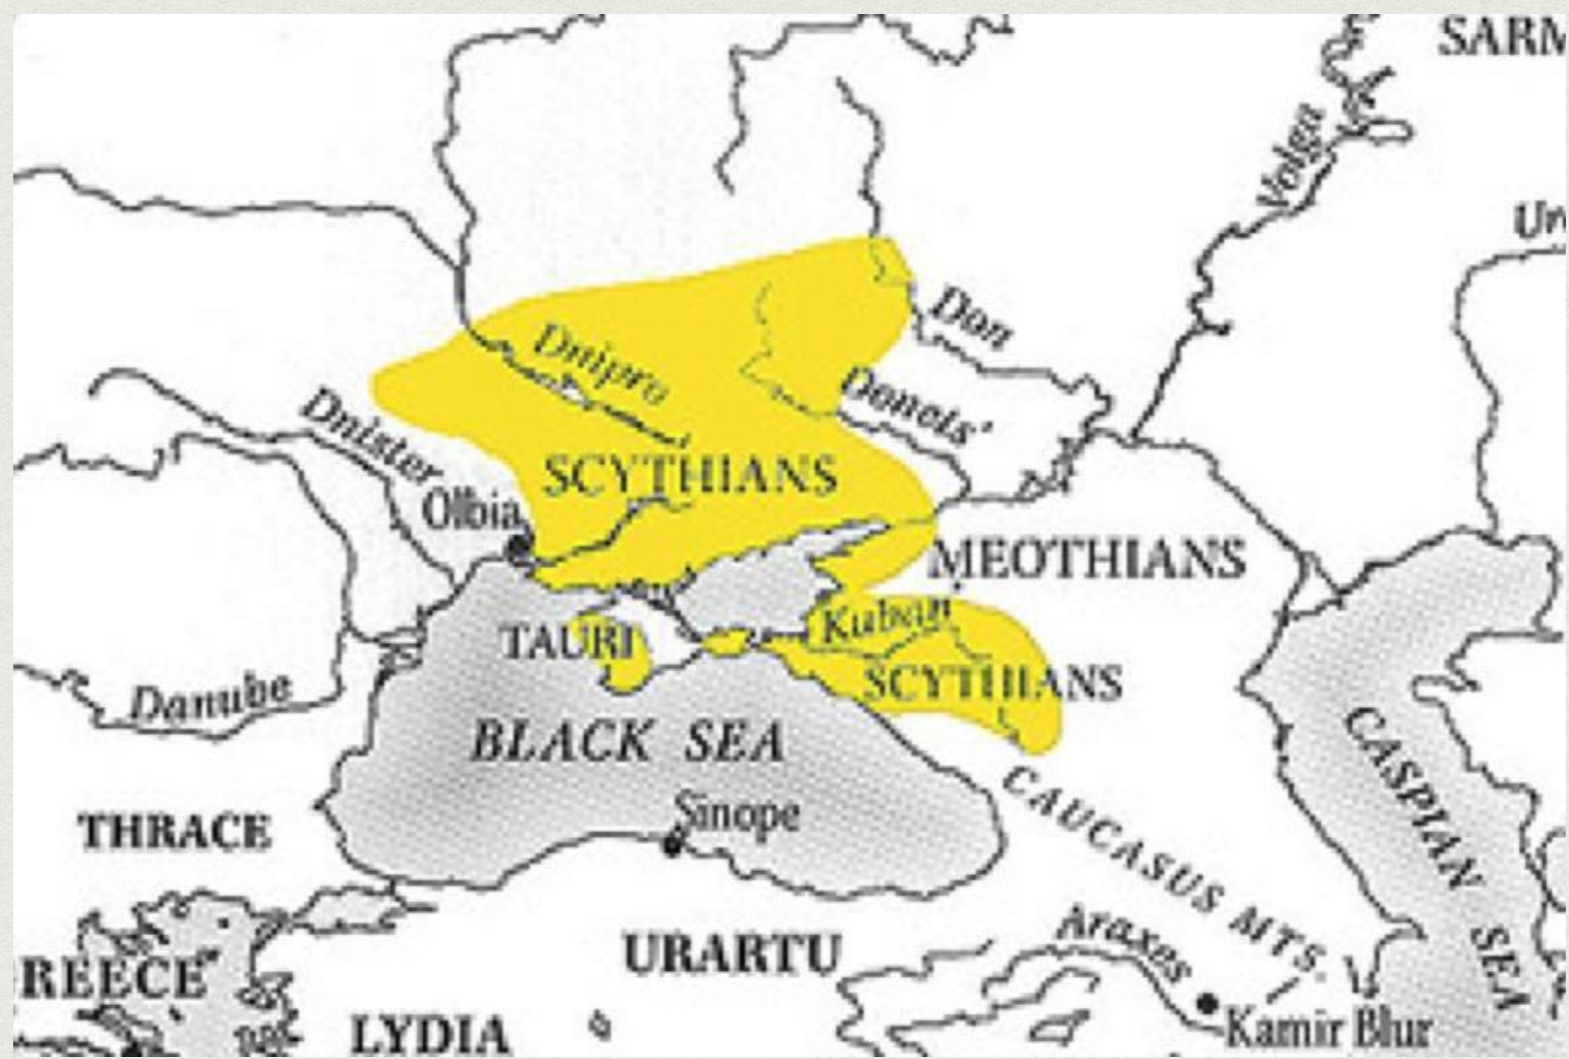 SARM
Volga
Ur
Don
Dnipro
Donets'
Dnister
SCYTHIANS
Olbia
MEOTHIANS
Kuban
TAURI
SCYTHIANS
Danube
BLACK SEA
CASPIAN SEA
Sinope
CAUCASUS MTS.
THRACE
Araxes
URARTU
REECE
Kamir Blur
LYDIA